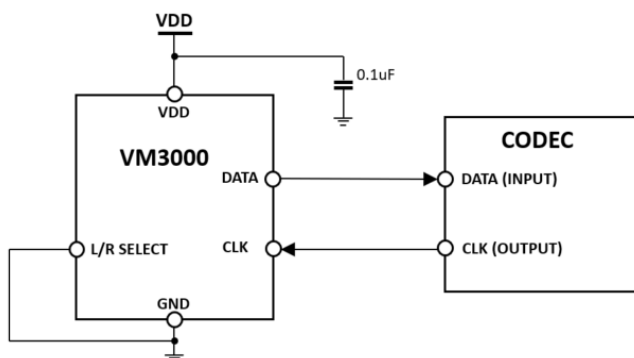 VDD
0.1uF
VDD
VM3000
CODEC
DATA
DATA (INPUT)
L/R SELECT
CLK
CLK (OUTPUT)
GND